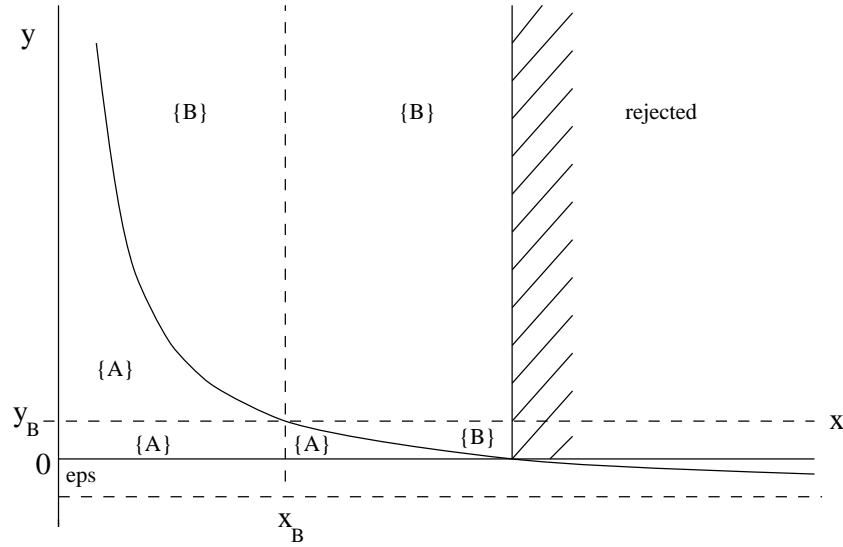 y
{B}
{B}
rejected
{A}
y_B
x
{A}
{A}
{B}
0
eps
x_B